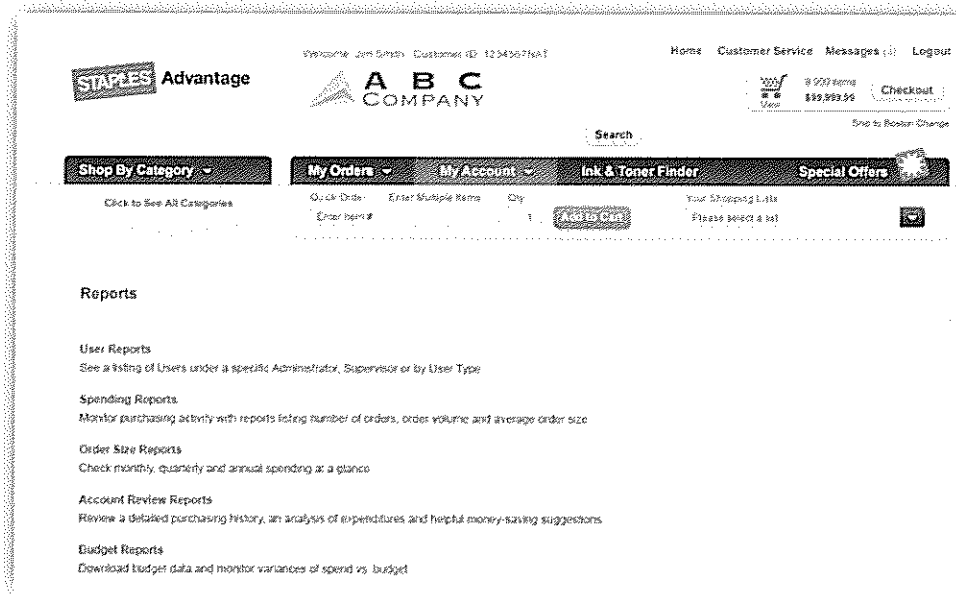 Welcome Jim Smith Customer ID 1234567NAT
Home Customer Service Messages Logout
STAPLES Advantage
A B C
COMPANY
View
Checkout
Ship to Boston Change
Search
Shop By Category
My Orders My Account Ink & Toner Finder Special Offers
Click to See All Categories
Quick Order Enter Multiple Items Qty Your Shopping Lists
Enter Item # 1 Add to Cart Please select a list
Reports
User Reports
See a listing of Users under a specific Administrator, Supervisor or by User Type
Spending Reports
Monitor purchasing activity with reports listing number of orders, order volume and average order size
Order Size Reports
Check monthly, quarterly and annual spending at a glance
Account Review Reports
Review a detailed purchasing history, an analysis of expenditures and helpful money-saving suggestions
Budget Reports
Download budget data and monitor variances of spend vs. budget